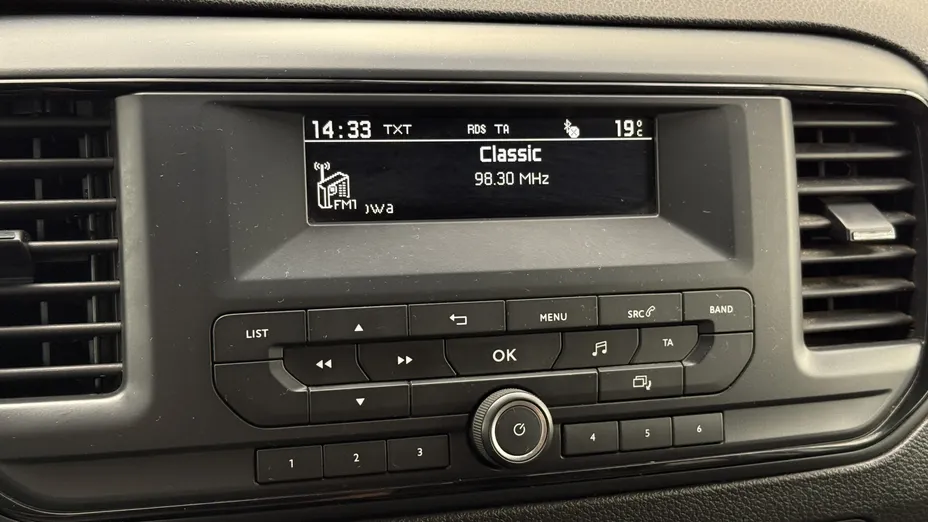 14:33 TXT RDS TA 19°C
Classic
98.30 MHz
FM1
LIST MENU SRC BAND
OK TA
1 2 3 4 5 6